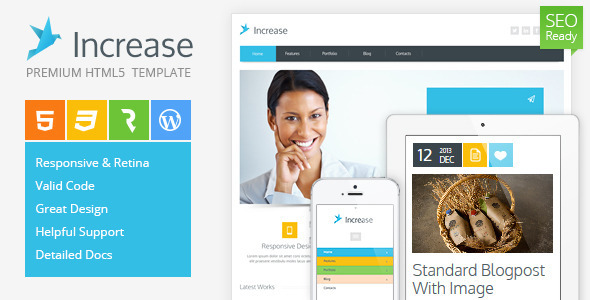 Increase
PREMIUM HTML5 TEMPLATE
Responsive & Retina
Valid Code
Great Design
Helpful Support
Detailed Docs
SEO
Ready
Increase
Home Features Portfolio Blog Contacts
12 2013
DEC
Standard Blogpost
With Image
Increase
Home
Features
Portfolio
Blog
Contacts
Responsive Des
Latest Works